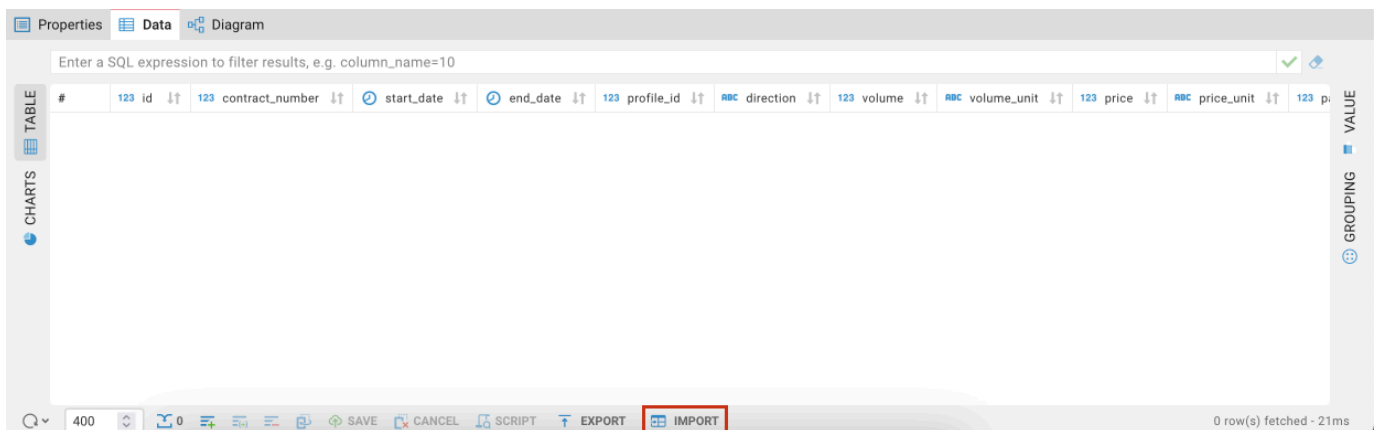 Properties Data Diagram
Enter a SQL expression to filter results, e.g. column_name=10
TABLE
CHARTS
# 123 id 123 contract_number start_date end_date 123 profile_id ABC direction 123 volume ABC volume_unit 123 price ABC price_unit 123 pa
VALUE
GROUPING
400 0 SAVE CANCEL SCRIPT EXPORT IMPORT 0 row(s) fetched - 21ms